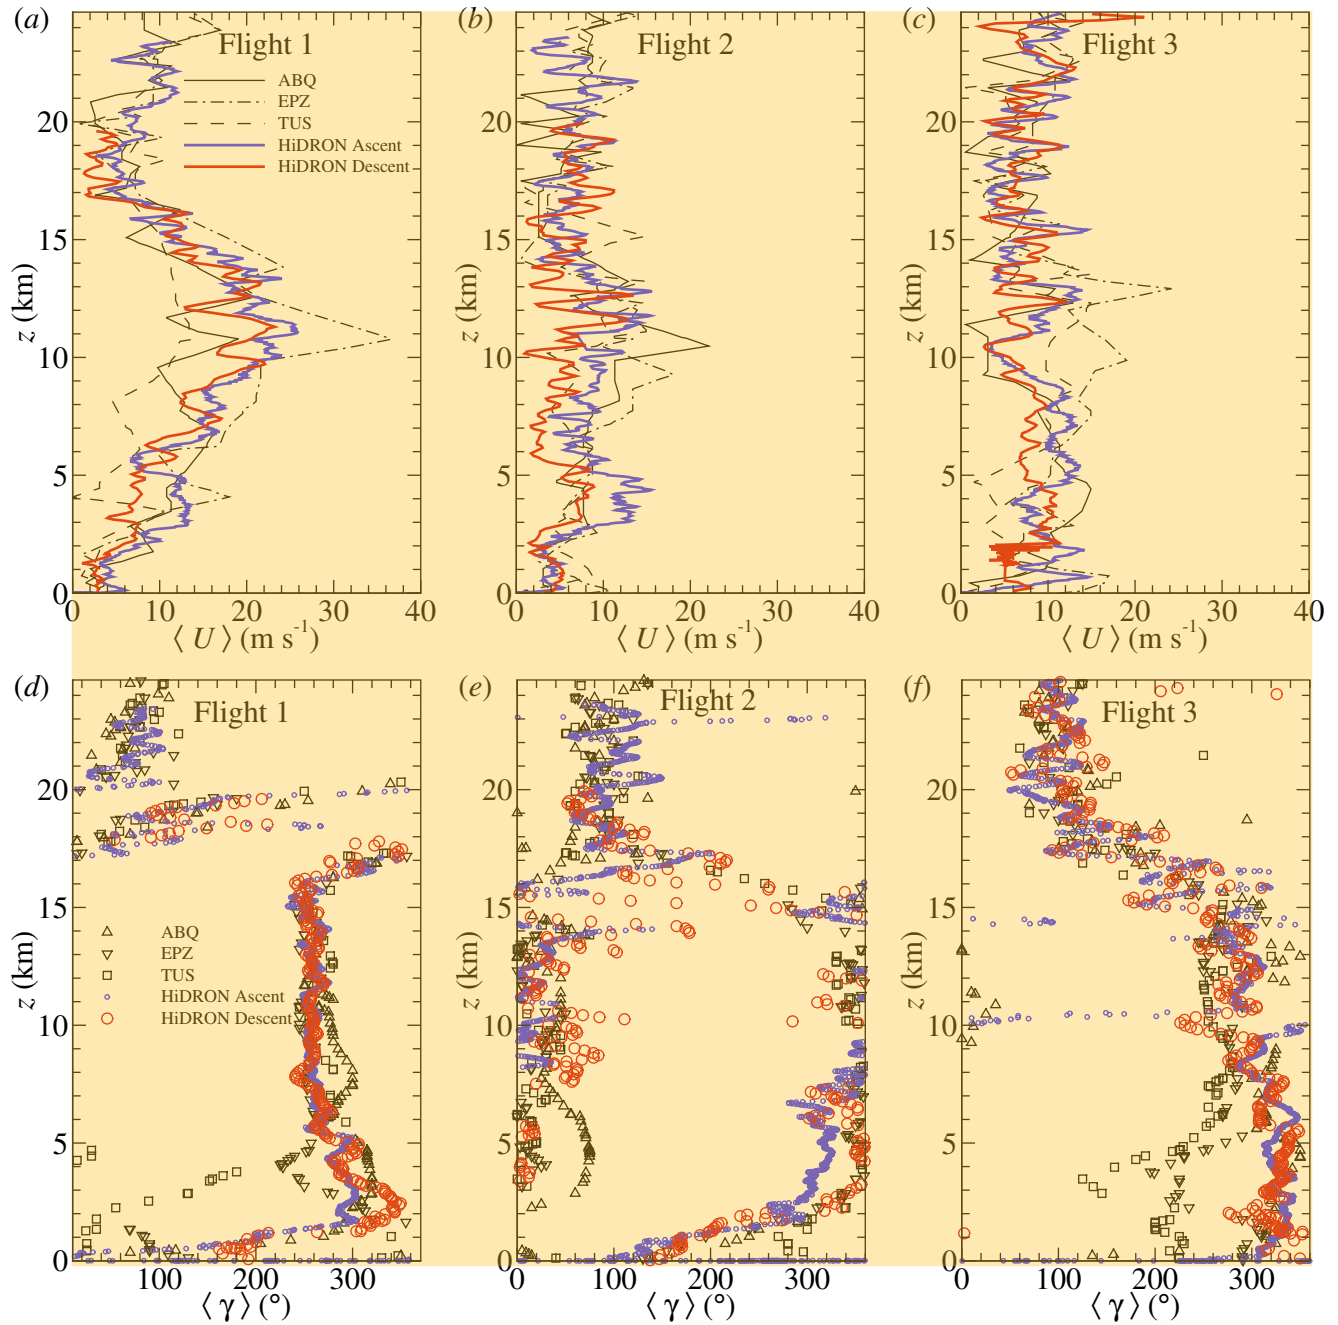 (a)
(b)
(c)
Flight 1
Flight 2
Flight 3
ABQ
EPZ
TUS
HiDRON Ascent
HiDRON Descent
20
15
10
5
0
z (km)
0 10 20 30 40
⟨ U ⟩ (m s⁻¹)
20
15
10
5
0
z (km)
0 10 20 30 40
⟨ U ⟩ (m s⁻¹)
20
15
10
5
0
z (km)
0 10 20 30 40
⟨ U ⟩ (m s⁻¹)
(d)
(e)
(f)
Flight 1
Flight 2
Flight 3
ABQ
EPZ
TUS
HiDRON Ascent
HiDRON Descent
20
15
10
5
0
z (km)
100 200 300
⟨ γ ⟩ (°)
20
15
10
5
0
z (km)
0 100 200 300
⟨ γ ⟩ (°)
20
15
10
5
0
z (km)
0 100 200 300
⟨ γ ⟩ (°)